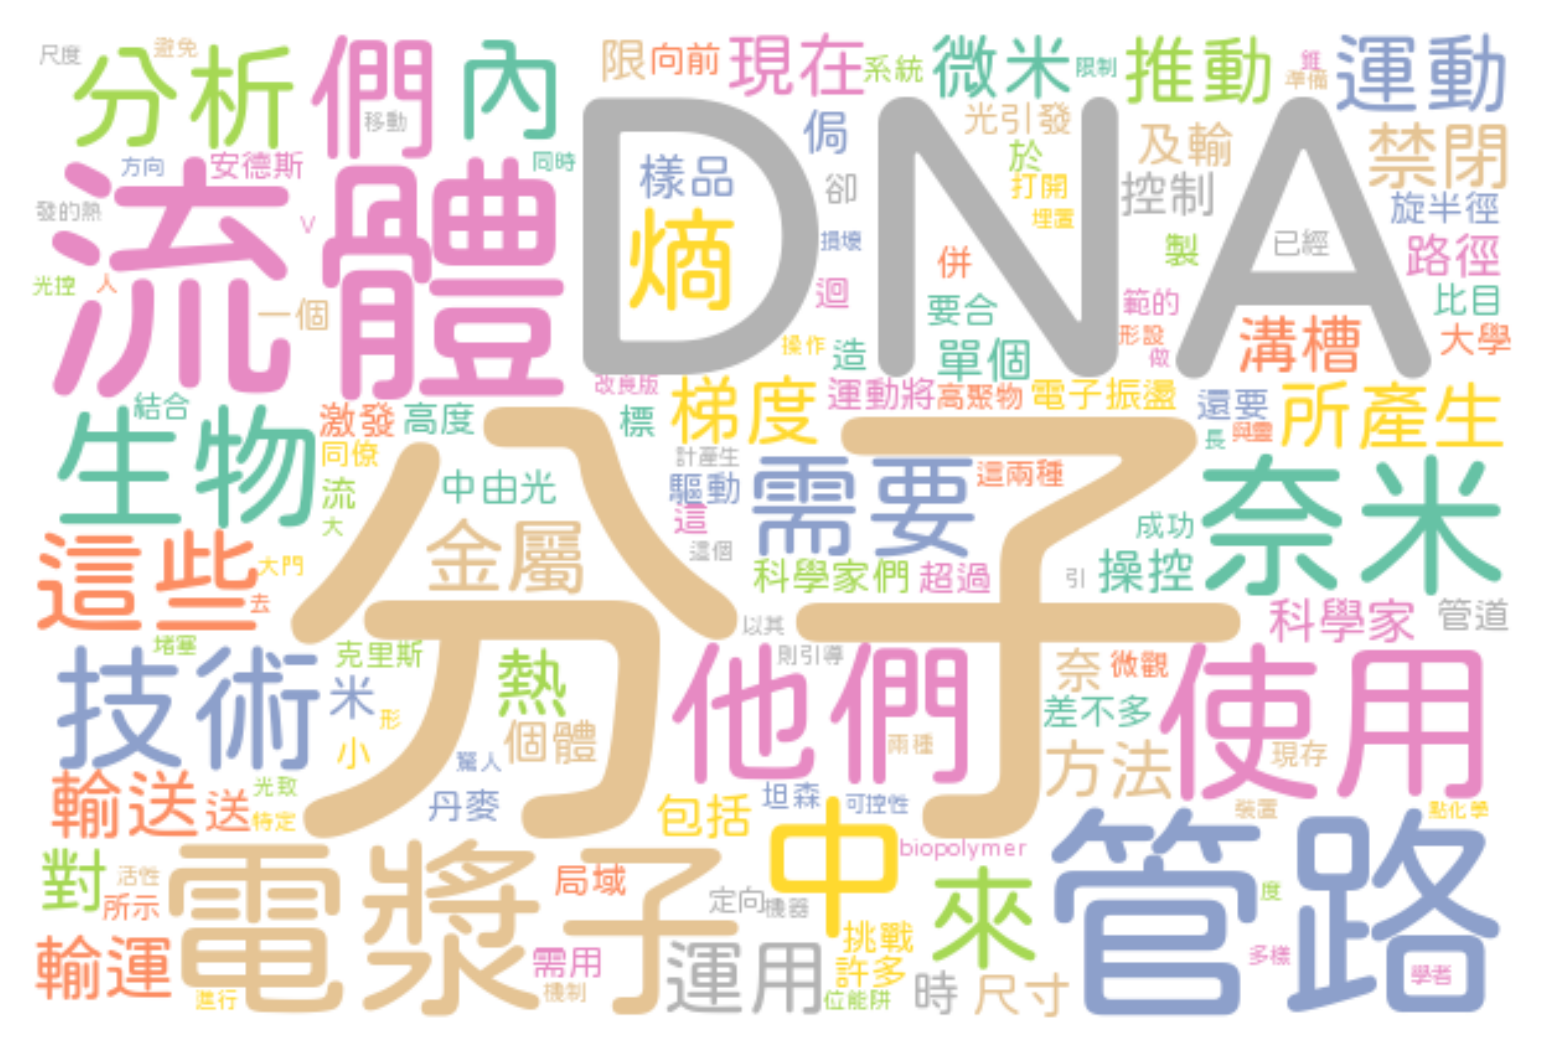 尺度
避免
分析
們
內
限
向前
現在
系統
微米
限制
推動
錐
準備
運動
移動
DNA
侷
光引發
於
及輸
禁閉
方向
安德斯
同時
樣品
卻
打開
控制
旋半徑
發的熱
流體
V
熵
損壞
埋置
製
已經
路徑
光控
人
一個
迴
併
要合
範的
比目
操作
造
單個
形設
做
溝槽
大學
改良版
結合
激發
高度
標
梯度
運動將
高聚物
電子振盪
還要
所產生
長
與靈
生物
同僚
計產生
流
中由光
分子
驅動
需要
這兩種
奈米
大
這
成功
這些
大門
金屬
這個
科學家們
超過
引
操控
去
以其
科學家
管道
堵塞
克里斯
則引導
技術
米
形
熱
他們
奈
微觀
使用
差不多
小
個體
兩種
方法
現存
驚人
輸送
送
光致
特定
丹麥
包括
坦森
可控性
裝置
點化學
中
biopolymer
管路
對
活性
所示
電漿子
局域
定向
機器
來
度
輸運
挑戰
需用
運用
許多
多樣
學者
進行
機制
位能阱
時
尺寸